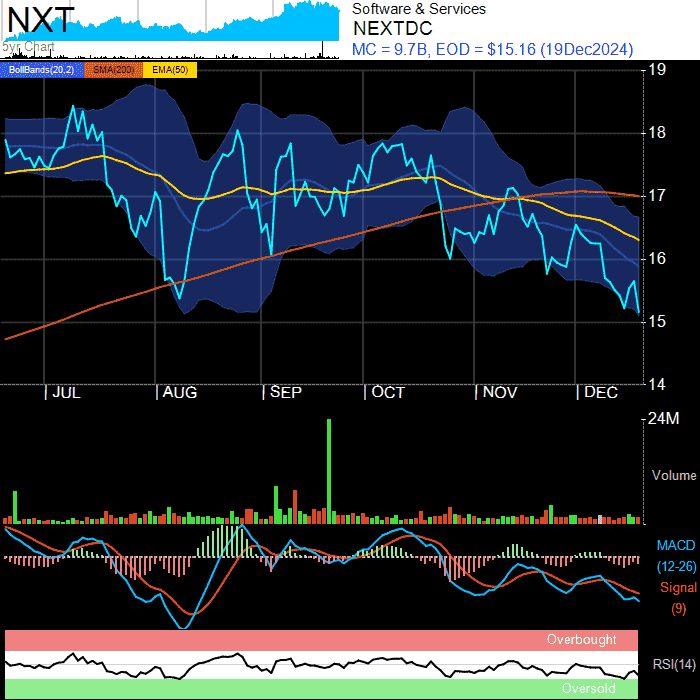 NXT
5yr Chart
Software & Services
NEXTDC
MC = 9.7B, EOD = $15.16 (19Dec2024)
BollBands(20,2) SMA(200) EMA(50)
19
18
17
16
15
14
| JUL | AUG | SEP | OCT | NOV | DEC
24M
Volume
MACD
(12-26)
Signal
(9)
Overbought
RSI(14)
Oversold